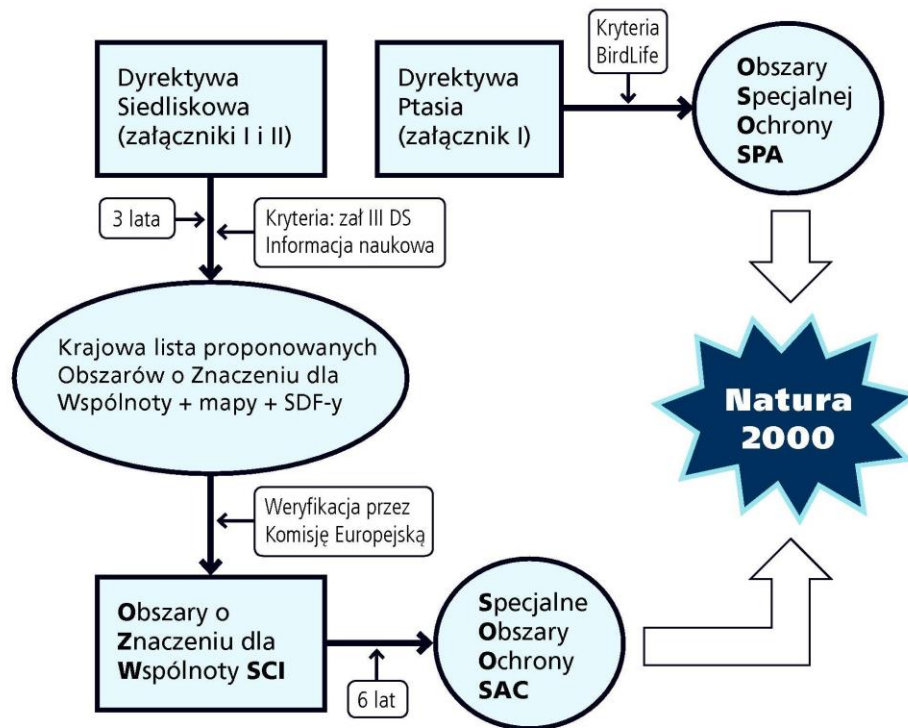 Dyrektywa
Siedliskowa
(załączniki I i II)
Dyrektywa
Ptasia
(załącznik I)
Kryteria
BirdLife
Obszary
Specjalnej
Ochrony
SPA
3 lata
Kryteria: zał III DS
Informacja naukowa
Krajowa lista proponowanych
Obszarów o Znaczeniu dla
Wspólnoty + mapy + SDF-y
Natura
2000
Weryfikacja przez
Komisję Europejską
Obszary o
Znaczeniu dla
Wspólnoty SCI
6 lat
Specjalne
Obszary
Ochrony
SAC